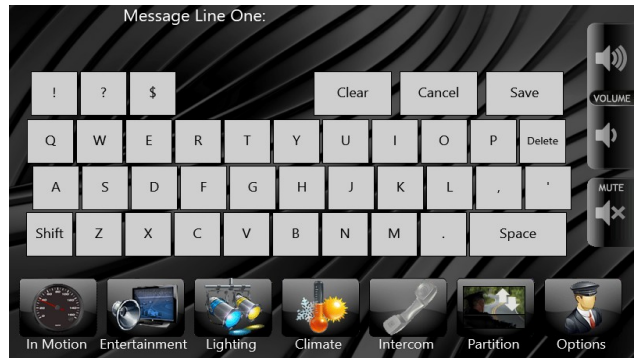 Message Line One:
! ? $ Clear Cancel Save
VOLUME
Q W E R T Y U I O P Delete
A S D F G H J K L , '
MUTE
Shift Z X C V B N M . Space
In Motion Entertainment Lighting Climate Intercom Partition Options